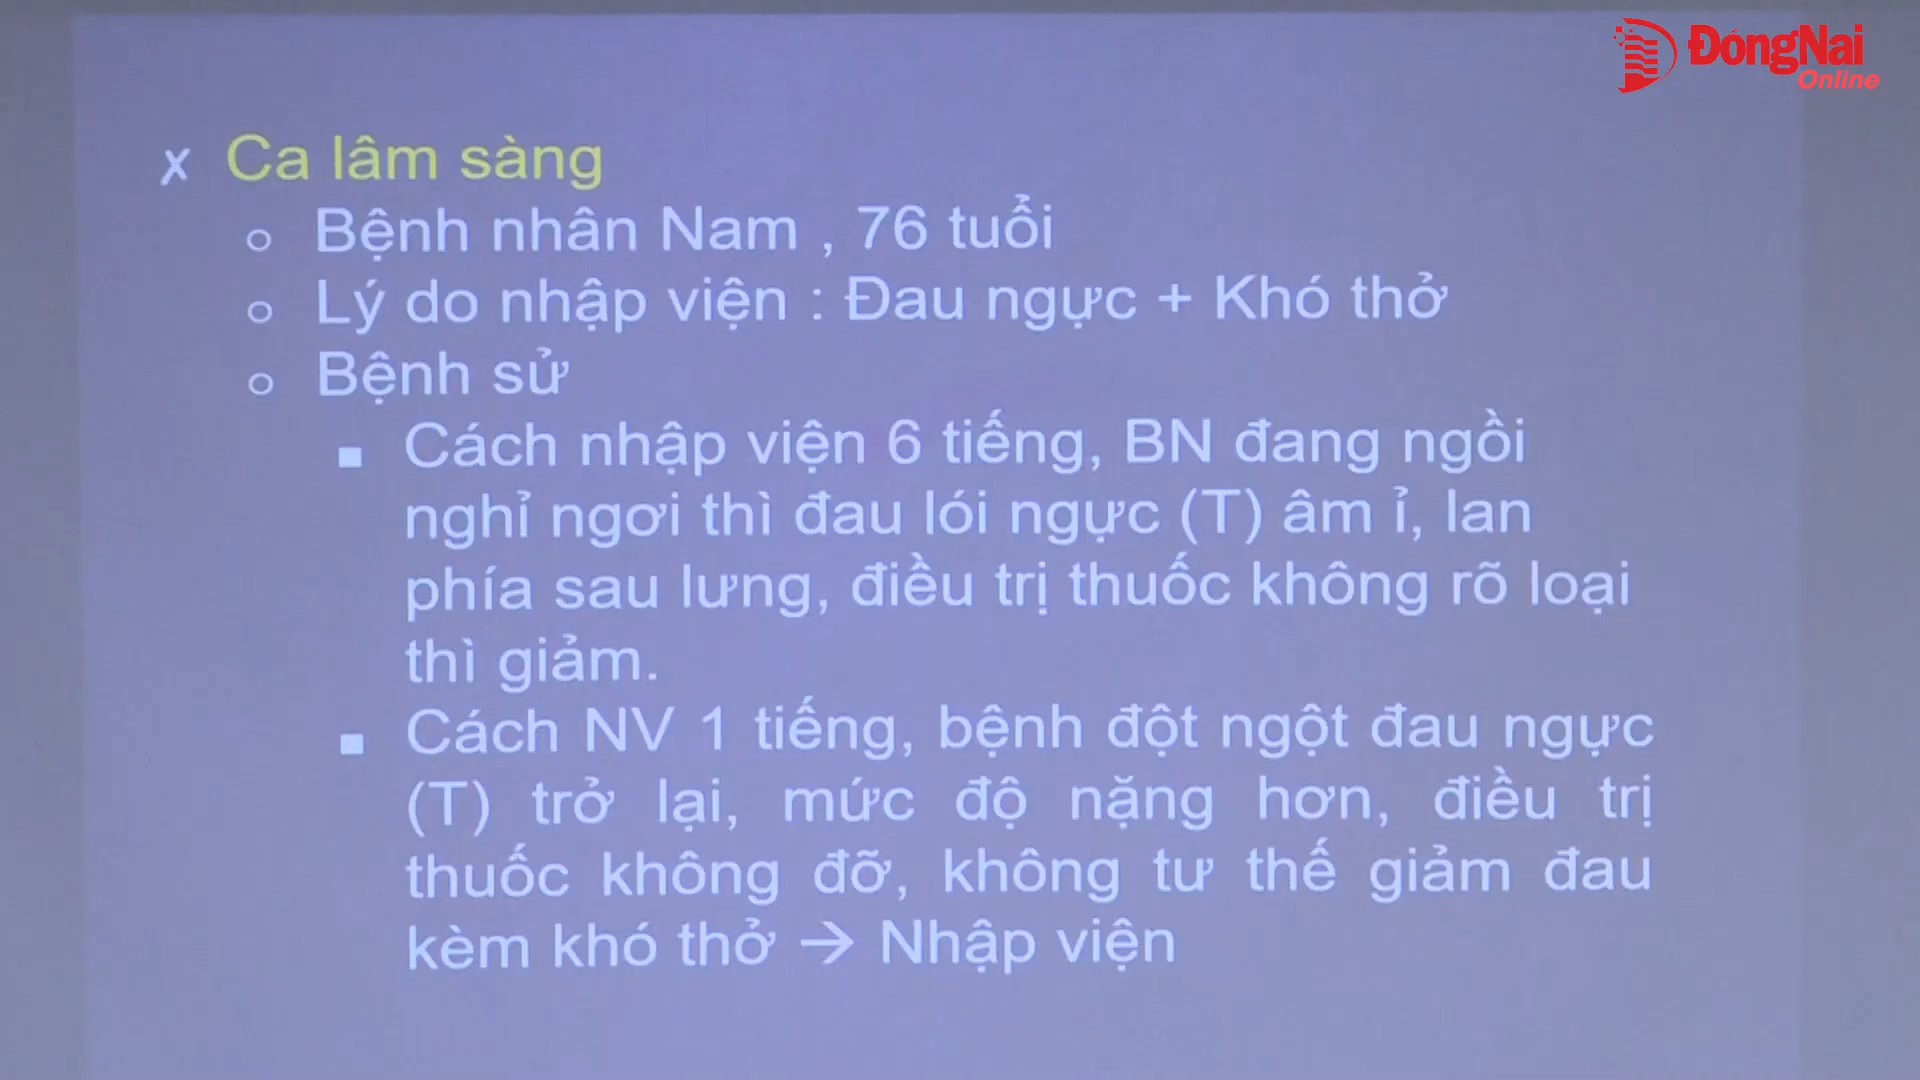 ĐồngNai
Online
x Ca lâm sàng
o Bệnh nhân Nam , 76 tuổi
o Lý do nhập viện : Đau ngực + Khó thở
o Bệnh sử
▪ Cách nhập viện 6 tiếng, BN đang ngồi
nghỉ ngơi thì đau lói ngực (T) âm ỉ, lan
phía sau lưng, điều trị thuốc không rõ loại
thì giảm.
▪ Cách NV 1 tiếng, bệnh đột ngột đau ngực
(T) trở lại, mức độ nặng hơn, điều trị
thuốc không đỡ, không tư thế giảm đau
kèm khó thở → Nhập viện